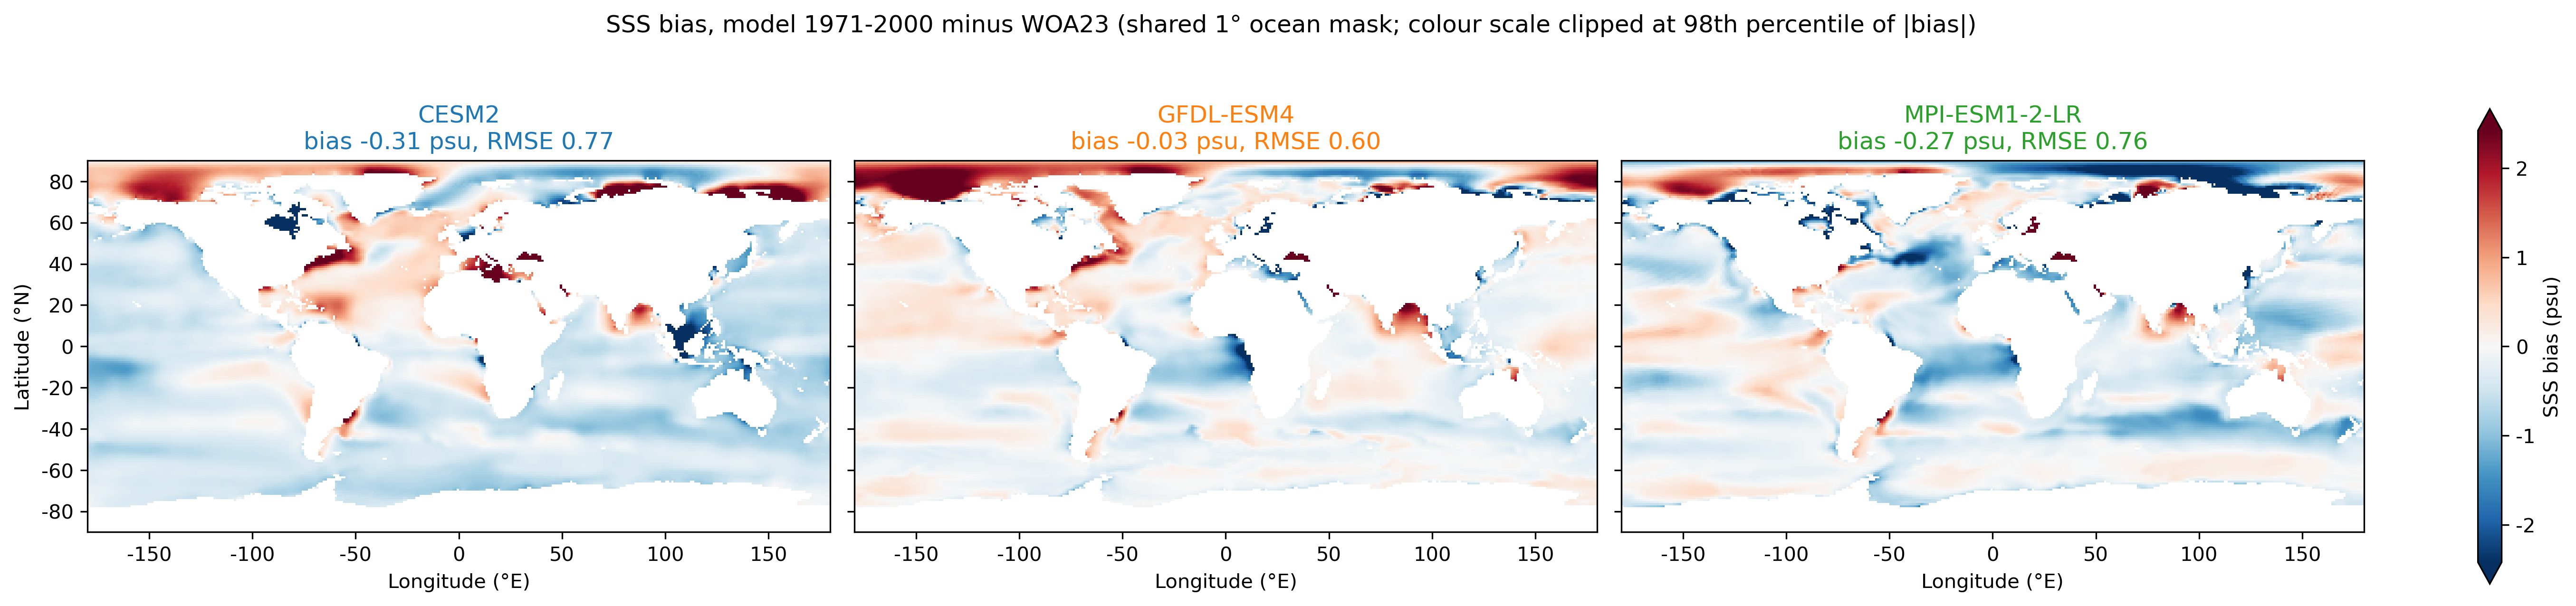 SSS bias, model 1971-2000 minus WOA23 (shared 1° ocean mask; colour scale clipped at 98th percentile of |bias|)
CESM2
bias -0.31 psu, RMSE 0.77
GFDL-ESM4
bias -0.03 psu, RMSE 0.60
MPI-ESM1-2-LR
bias -0.27 psu, RMSE 0.76
Latitude (°N)
80
60
40
20
0
-20
-40
-60
-80
-150 -100 -50 0 50 100 150
Longitude (°E)
-150 -100 -50 0 50 100 150
Longitude (°E)
-150 -100 -50 0 50 100 150
Longitude (°E)
2
1
0
-1
-2
SSS bias (psu)